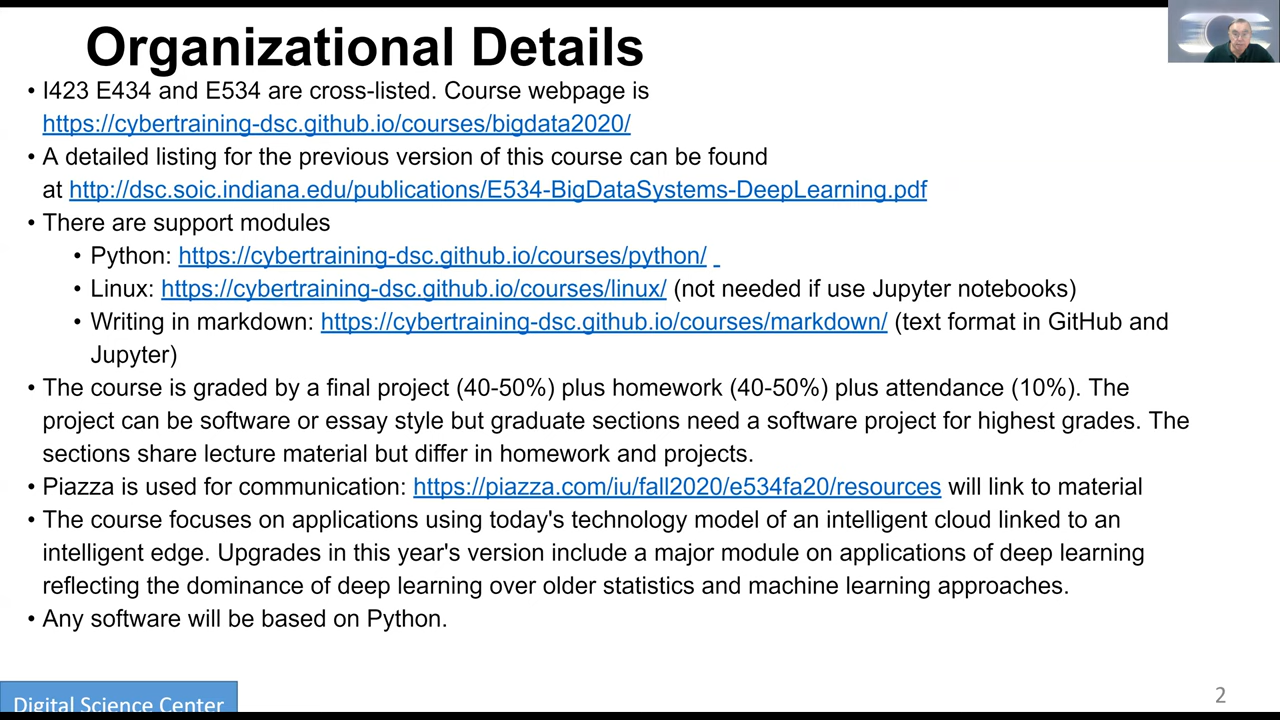 Organizational Details
• I423 E434 and E534 are cross-listed. Course webpage is
https://cybertraining-dsc.github.io/courses/bigdata2020/
• A detailed listing for the previous version of this course can be found
at http://dsc.soic.indiana.edu/publications/E534-BigDataSystems-DeepLearning.pdf
• There are support modules
• Python: https://cybertraining-dsc.github.io/courses/python/
• Linux: https://cybertraining-dsc.github.io/courses/linux/ (not needed if use Jupyter notebooks)
• Writing in markdown: https://cybertraining-dsc.github.io/courses/markdown/ (text format in GitHub and
Jupyter)
• The course is graded by a final project (40-50%) plus homework (40-50%) plus attendance (10%). The
project can be software or essay style but graduate sections need a software project for highest grades. The
sections share lecture material but differ in homework and projects.
• Piazza is used for communication: https://piazza.com/iu/fall2020/e534fa20/resources will link to material
• The course focuses on applications using today's technology model of an intelligent cloud linked to an
intelligent edge. Upgrades in this year's version include a major module on applications of deep learning
reflecting the dominance of deep learning over older statistics and machine learning approaches.
• Any software will be based on Python.
Digital Science Center
2